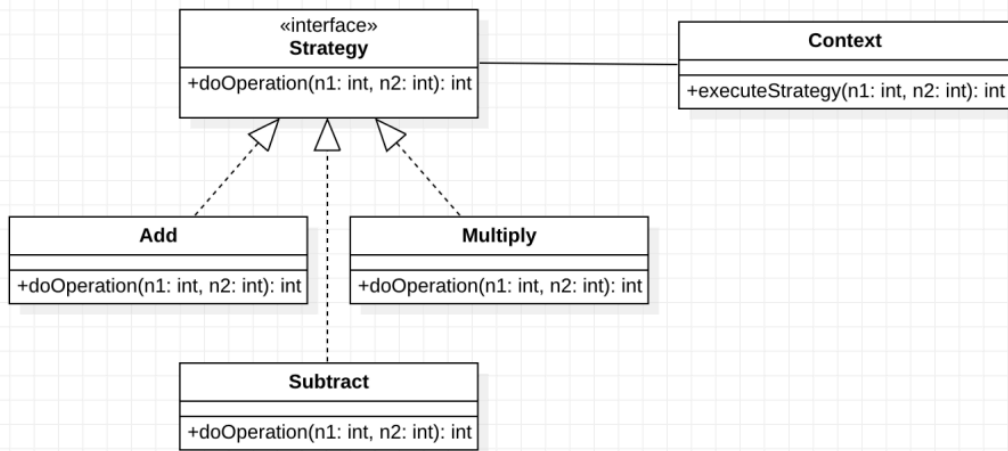 «interface»
Strategy
+doOperation(n1: int, n2: int): int
Context
+executeStrategy(n1: int, n2: int): int
Add
+doOperation(n1: int, n2: int): int
Multiply
+doOperation(n1: int, n2: int): int
Subtract
+doOperation(n1: int, n2: int): int